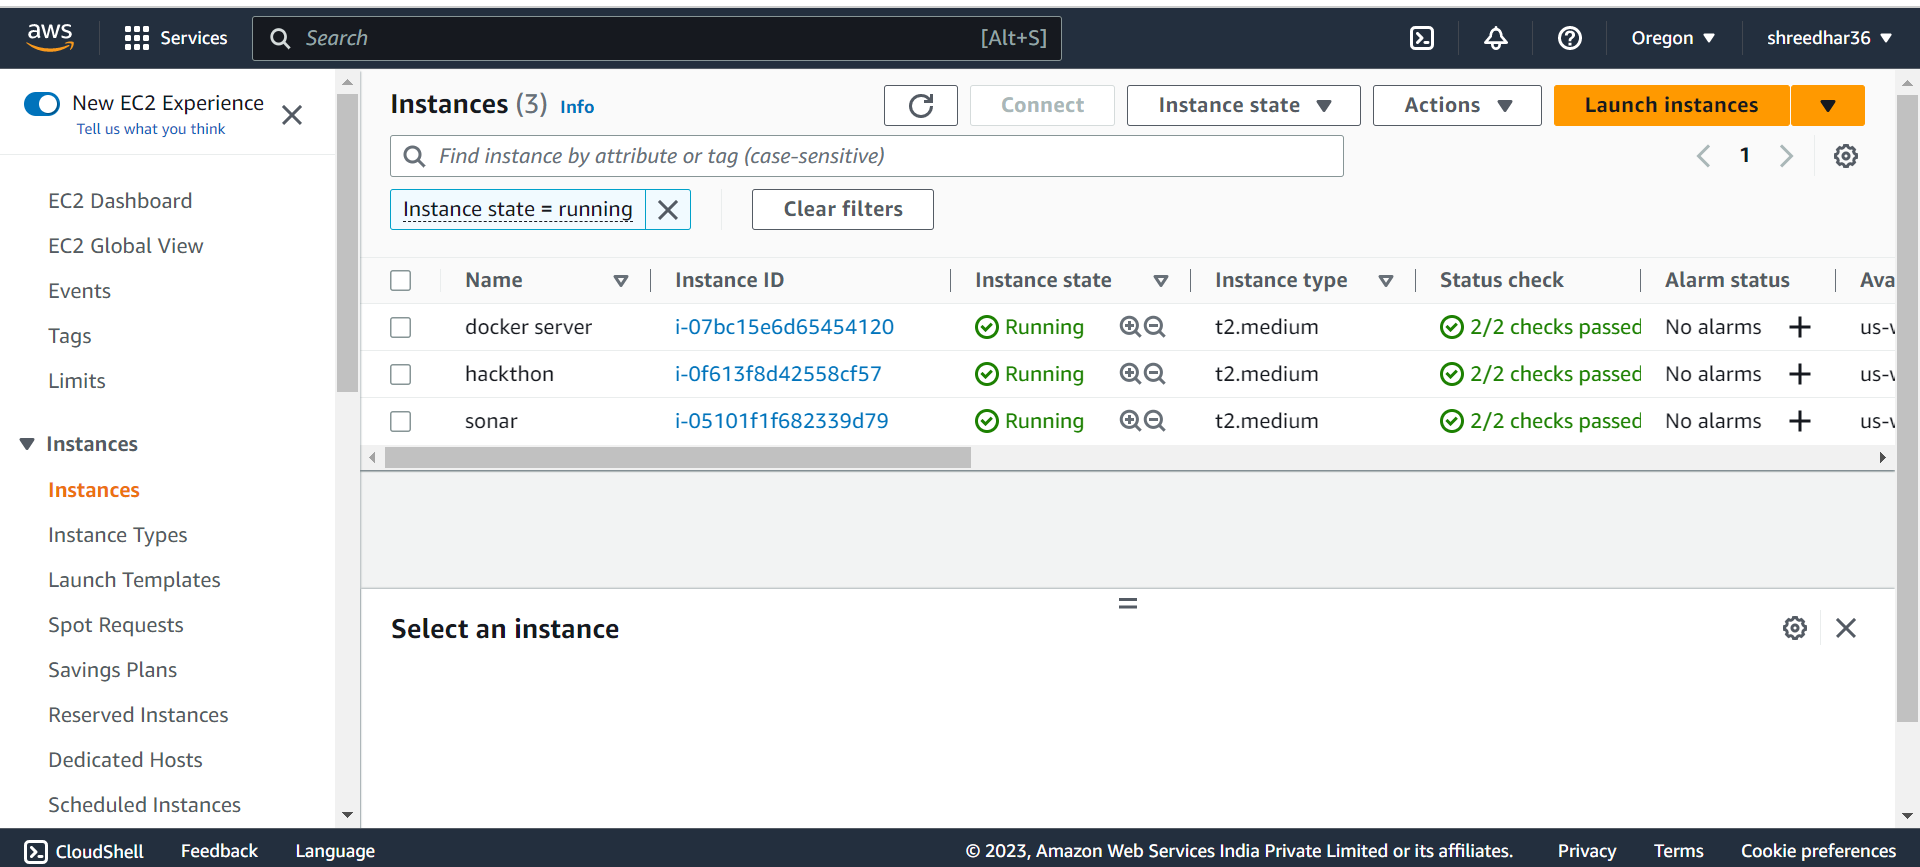 aws
Services
Search
[Alt+S]
Oregon
shreedhar36
New EC2 Experience
Tell us what you think
EC2 Dashboard
EC2 Global View
Events
Tags
Limits
Instances
Instances
Instance Types
Launch Templates
Spot Requests
Savings Plans
Reserved Instances
Dedicated Hosts
Scheduled Instances
Instances (3) Info
Connect
Instance state
Actions
Launch instances
Find instance by attribute or tag (case-sensitive)
1
Instance state = running
Clear filters
Name Instance ID Instance state Instance type Status check Alarm status Ava
docker server i-07bc15e6d65454120 Running t2.medium 2/2 checks passed No alarms us-
hackthon i-0f613f8d42558cf57 Running t2.medium 2/2 checks passed No alarms us-
sonar i-05101f1f682339d79 Running t2.medium 2/2 checks passed No alarms us-
Select an instance
CloudShell Feedback Language © 2023, Amazon Web Services India Private Limited or its affiliates. Privacy Terms Cookie preferences